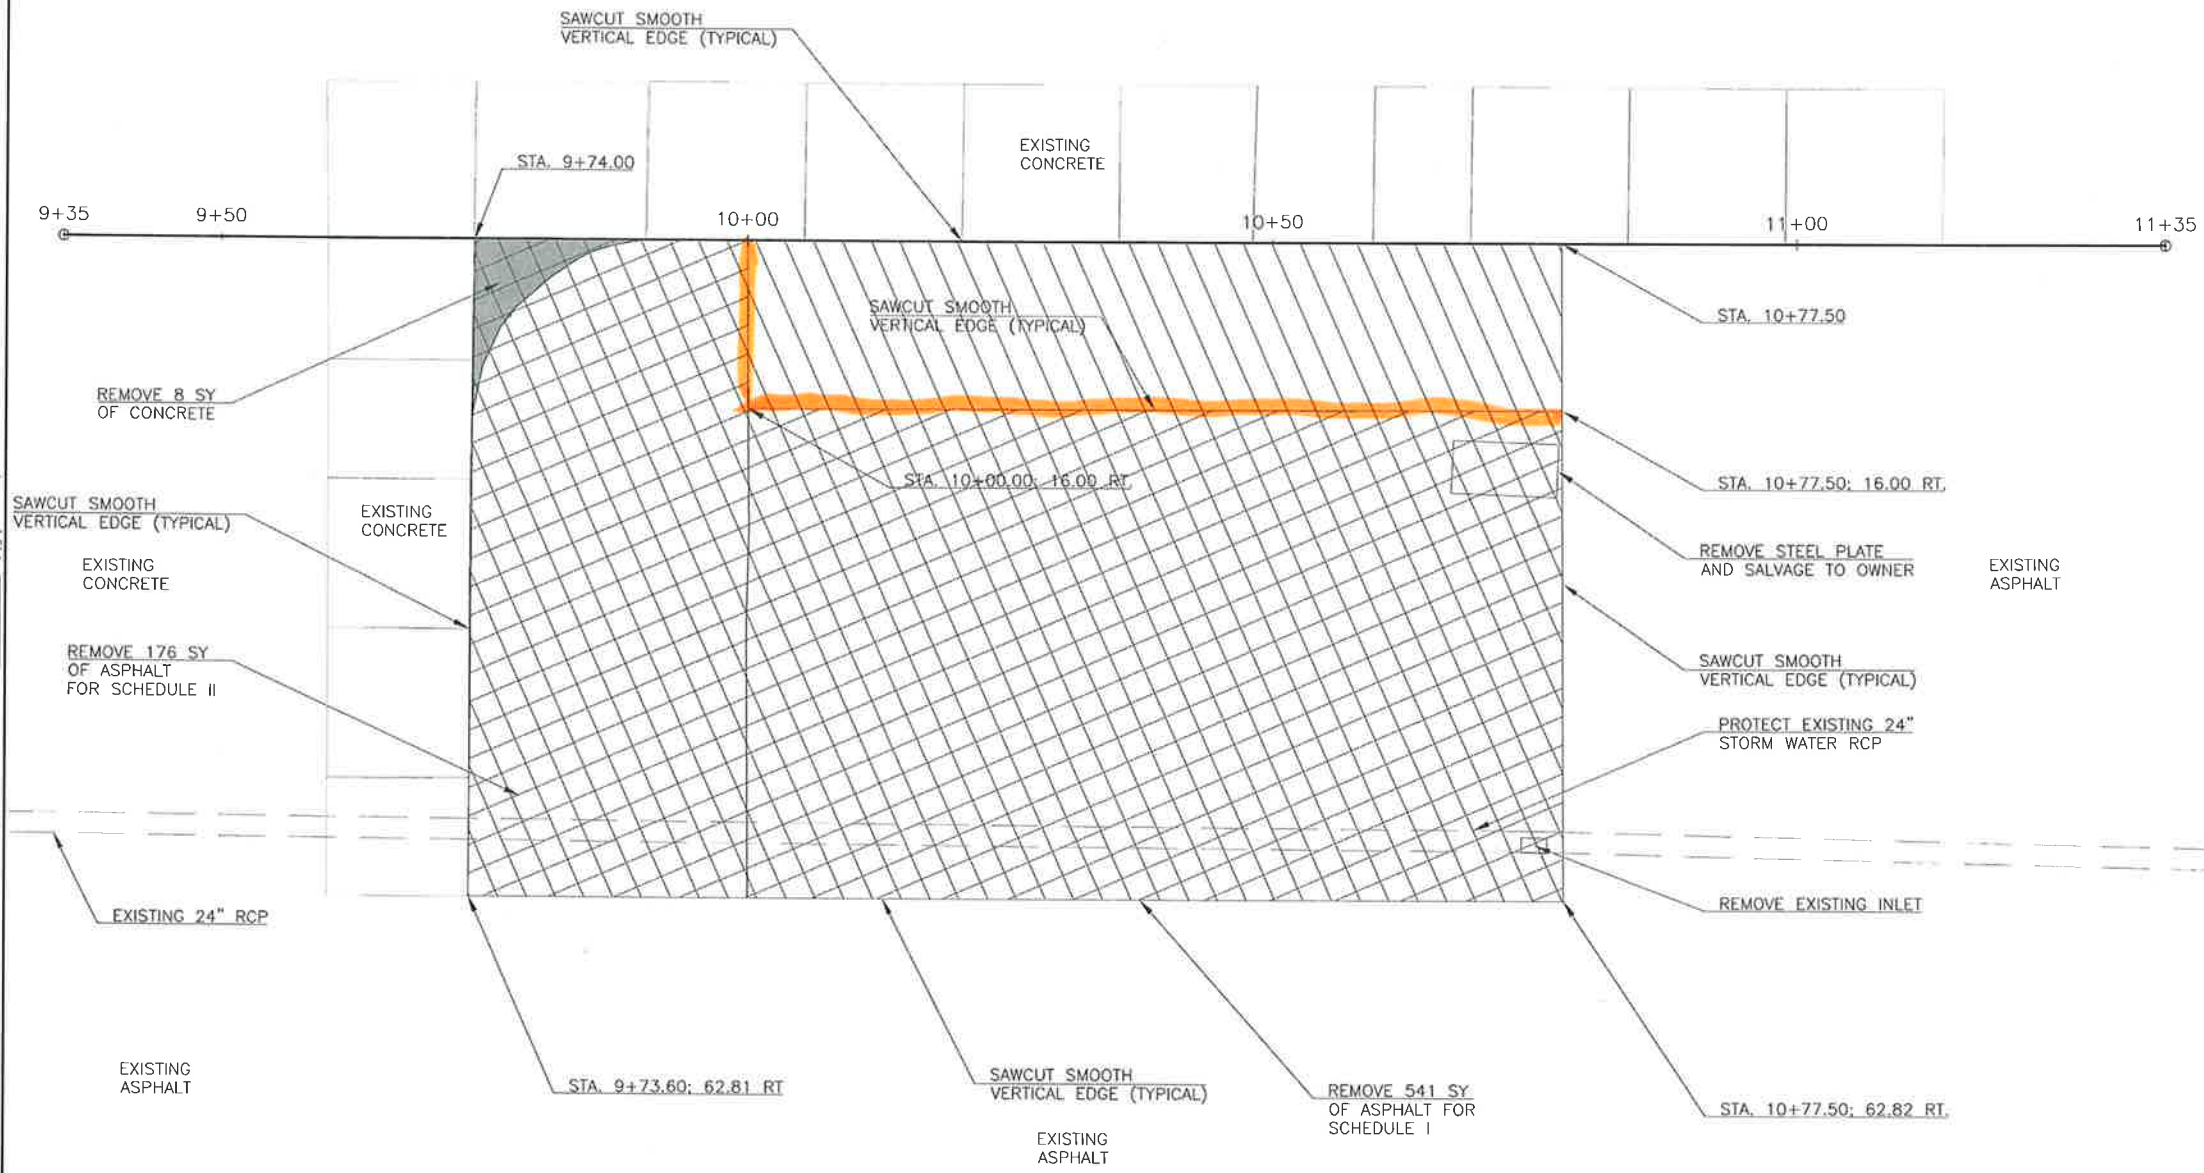 SAWCUT SMOOTH
VERTICAL EDGE (TYPICAL)
EXISTING
CONCRETE
STA. 9+74.00
9+35
9+50
10+00
10+50
11+00
11+35
SAWCUT SMOOTH
VERTICAL EDGE (TYPICAL)
STA. 10+77.50
REMOVE 8 SY
OF CONCRETE
STA. 10+00.00; 16.00 RT.
STA. 10+77.50; 16.00 RT.
SAWCUT SMOOTH
VERTICAL EDGE (TYPICAL)
EXISTING
CONCRETE
EXISTING
CONCRETE
REMOVE STEEL PLATE
AND SALVAGE TO OWNER
EXISTING
ASPHALT
REMOVE 176 SY
OF ASPHALT
FOR SCHEDULE II
SAWCUT SMOOTH
VERTICAL EDGE (TYPICAL)
PROTECT EXISTING 24"
STORM WATER RCP
EXISTING 24" RCP
REMOVE EXISTING INLET
EXISTING
ASPHALT
STA. 9+73.60; 62.81 RT
SAWCUT SMOOTH
VERTICAL EDGE (TYPICAL)
REMOVE 541 SY
OF ASPHALT FOR
SCHEDULE I
STA. 10+77.50; 62.82 RT.
EXISTING
ASPHALT